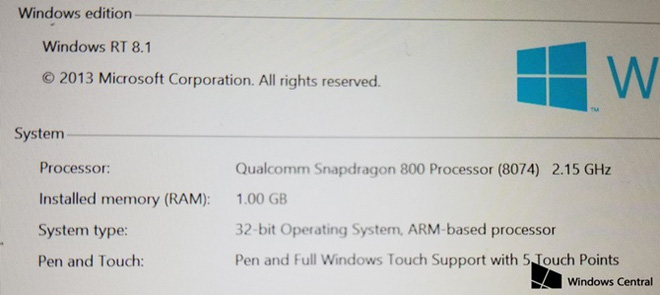 Windows edition
Windows RT 8.1
© 2013 Microsoft Corporation. All rights reserved.
W
™
System
Processor: Qualcomm Snapdragon 800 Processor (8074) 2.15 GHz
Installed memory (RAM): 1.00 GB
System type: 32-bit Operating System, ARM-based processor
Pen and Touch: Pen and Full Windows Touch Support with 5 Touch Points
Windows Central